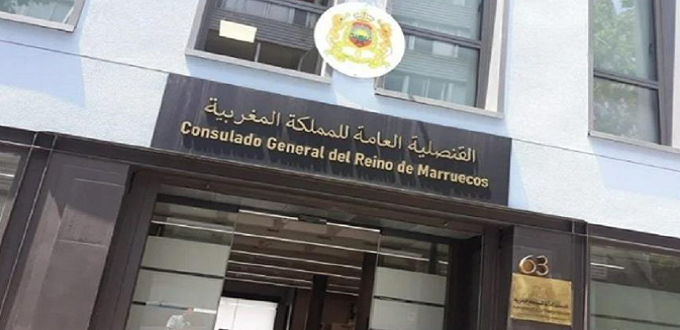 القنصلية العامة للمملكة المغربية
Consulado General del Reino de Marruecos
63